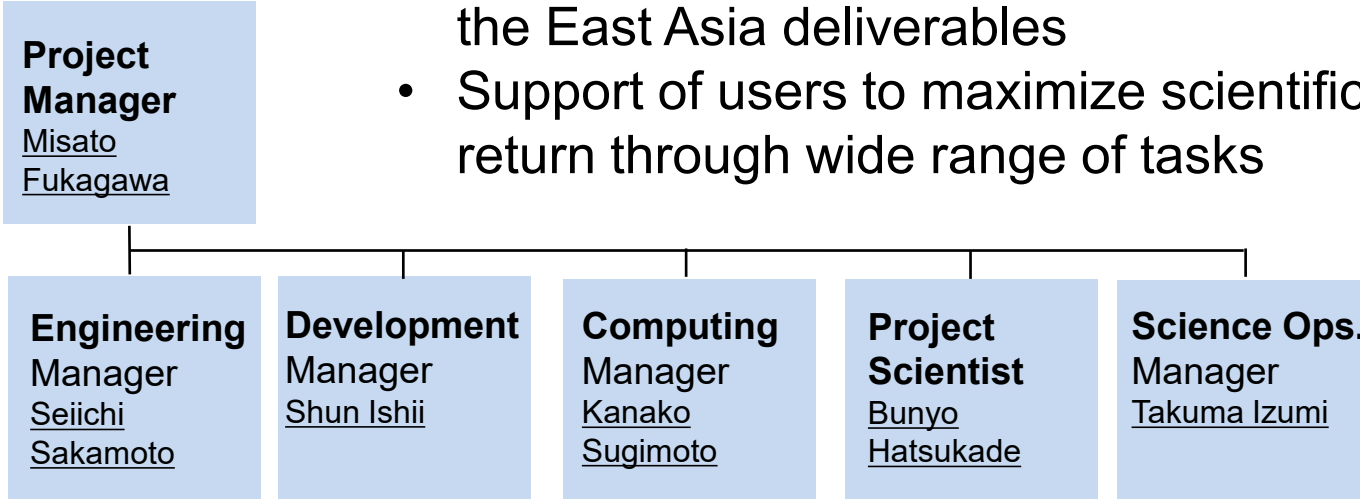 the East Asia deliverables
• Support of users to maximize scientific
return through wide range of tasks
Project
Manager
Misato
Fukagawa
Engineering
Manager
Seiichi
Sakamoto
Development
Manager
Shun Ishii
Computing
Manager
Kanako
Sugimoto
Project
Scientist
Bunyo
Hatsukade
Science Ops.
Manager
Takuma Izumi